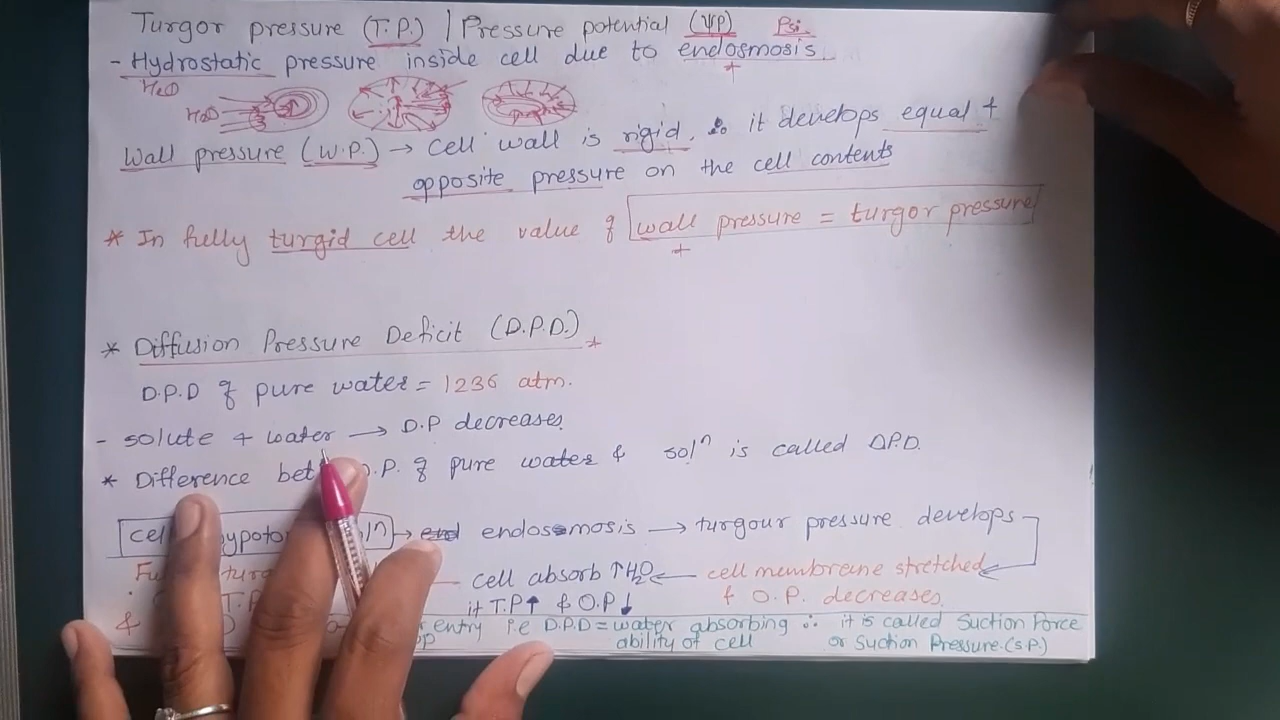 Turgor pressure (T.P.) | Pressure potential (Ψp) Psi
- Hydrostatic pressure inside cell due to endosmosis.
H2O
H2O
Wall pressure (W.P.) → cell wall is rigid. so it develops equal +
opposite pressure on the cell contents
* In fully turgid cell the value of wall pressure = turgor pressure
* Diffusion Pressure Deficit (D.P.D.)
D.P.D of pure water = 1236 atm.
- solute + water → D.P decreases.
* Difference bet .P. of pure water & solⁿ is called D.P.D.
cell ypoto → endosmosis → turgour pressure develops
tur cell absorb ↑H2O ← cell membrane stretched
T.P it T.P↑ & O.P↓ & O.P. decreases.
& entry i.e D.P.D = water absorbing ∴ it is called Suction Force
ability of cell or Suction Pressure.(S.P.)